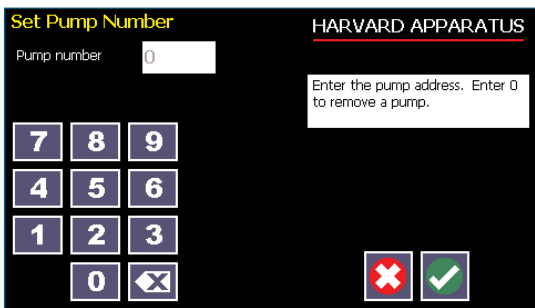 Set Pump Number
HARVARD APPARATUS
Pump number 0
Enter the pump address. Enter 0
to remove a pump.
7 8 9
4 5 6
1 2 3
0